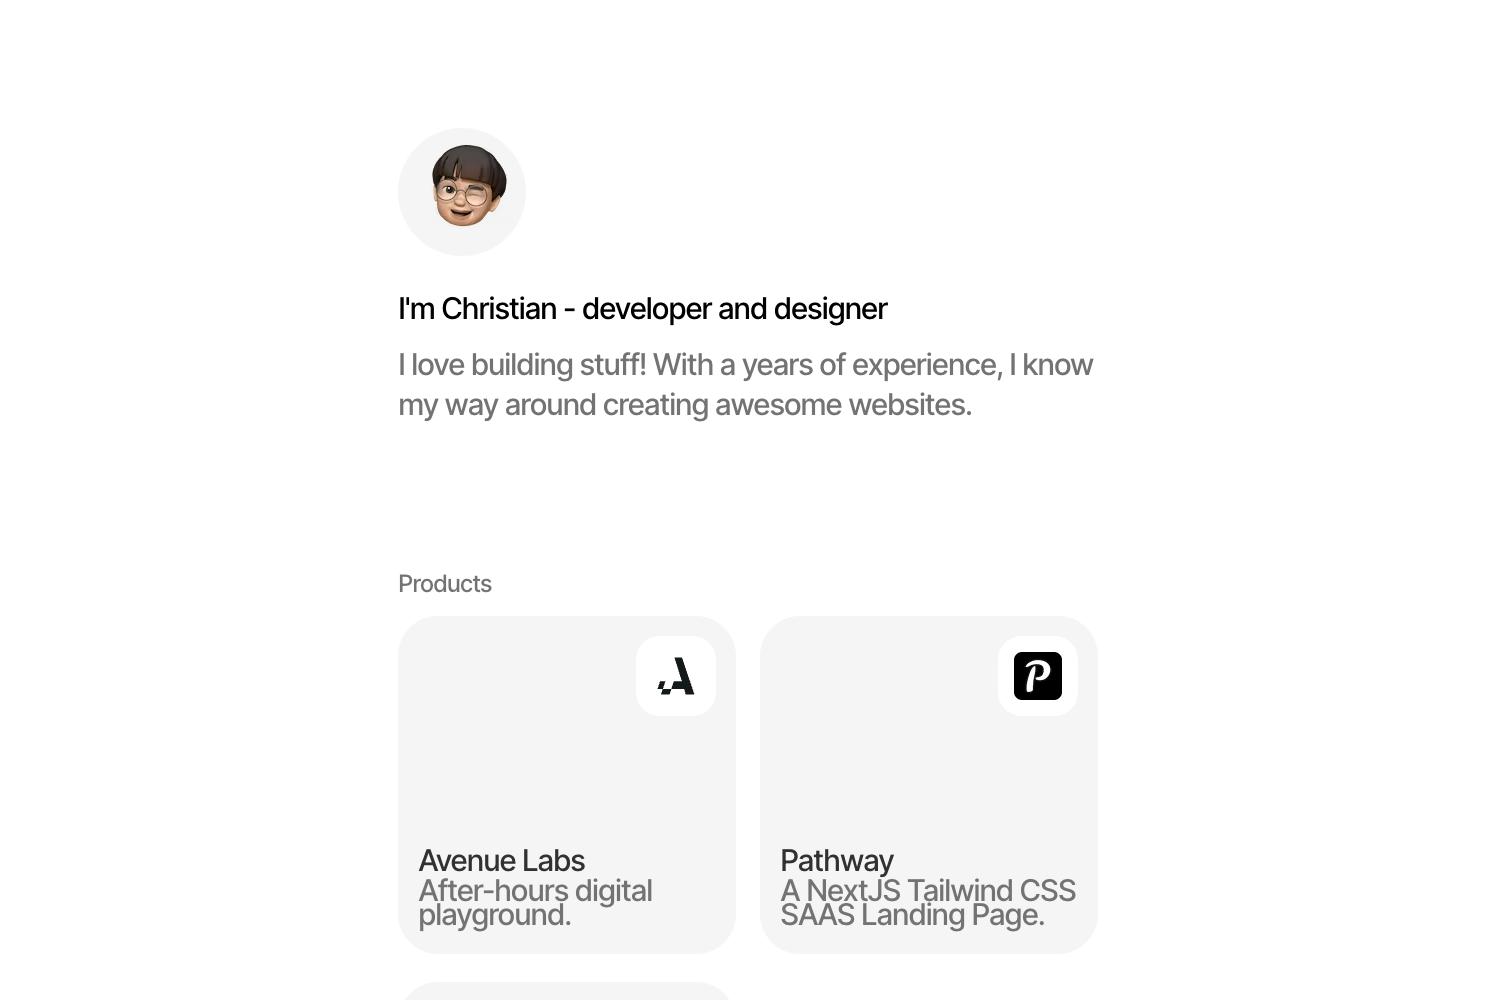 I'm Christian - developer and designer
I love building stuff! With a years of experience, I know
my way around creating awesome websites.
Products
A
P
Avenue Labs
After-hours digital
playground.
Pathway
A NextJS Tailwind CSS
SAAS Landing Page.